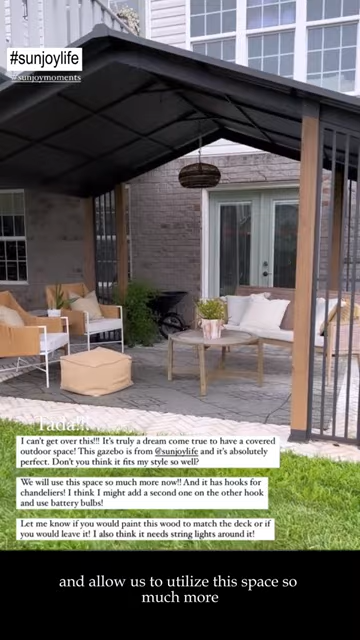 #sunjoylife
#sunjoymoments
Tada!!
I can't get over this!!! It's truly a dream come true to have a covered
outdoor space! This gazebo is from @sunjoylife and it's absolutely
perfect. Don't you think it fits my style so well?
We will use this space so much more now!! And it has hooks for
chandeliers! I think I might add a second one on the other hook
and use battery bulbs!
Let me know if you would paint this wood to match the deck or if
you would leave it! I also think it needs string lights around it!
and allow us to utilize this space so
much more